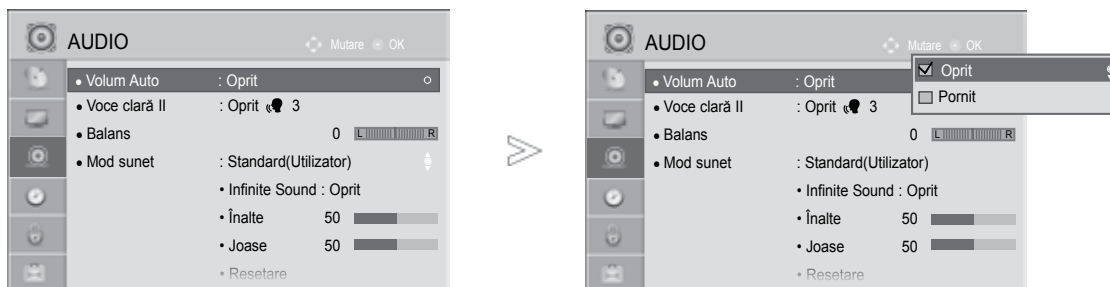 AUDIO
Mutare OK
• Volum Auto : Oprit
• Voce clară II : Oprit 3
• Balans 0 L R
• Mod sunet : Standard(Utilizator)
• Infinite Sound : Oprit
• Înalte 50
• Joase 50
• Resetare
>
AUDIO
Mutare OK
• Volum Auto : Oprit
• Voce clară II : Oprit 3
• Balans 0 L R
• Mod sunet : Standard(Utilizator)
• Infinite Sound : Oprit
• Înalte 50
• Joase 50
• Resetare
Oprit
Pornit